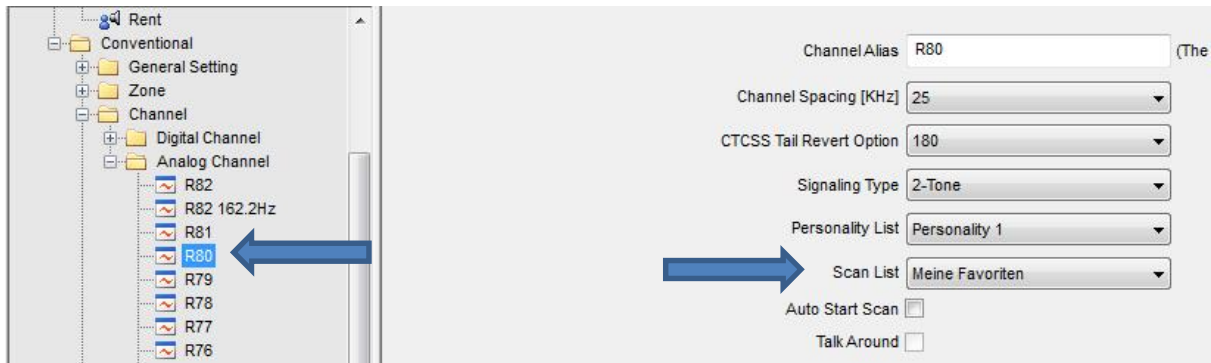 Rent
Conventional
General Setting
Zone
Channel
Digital Channel
Analog Channel
R82
R82 162.2Hz
R81
R80
R79
R78
R77
R76
Channel Alias R80 (The
Channel Spacing [KHz] 25
CTCSS Tail Revert Option 180
Signaling Type 2-Tone
Personality List Personality 1
Scan List Meine Favoriten
Auto Start Scan
Talk Around